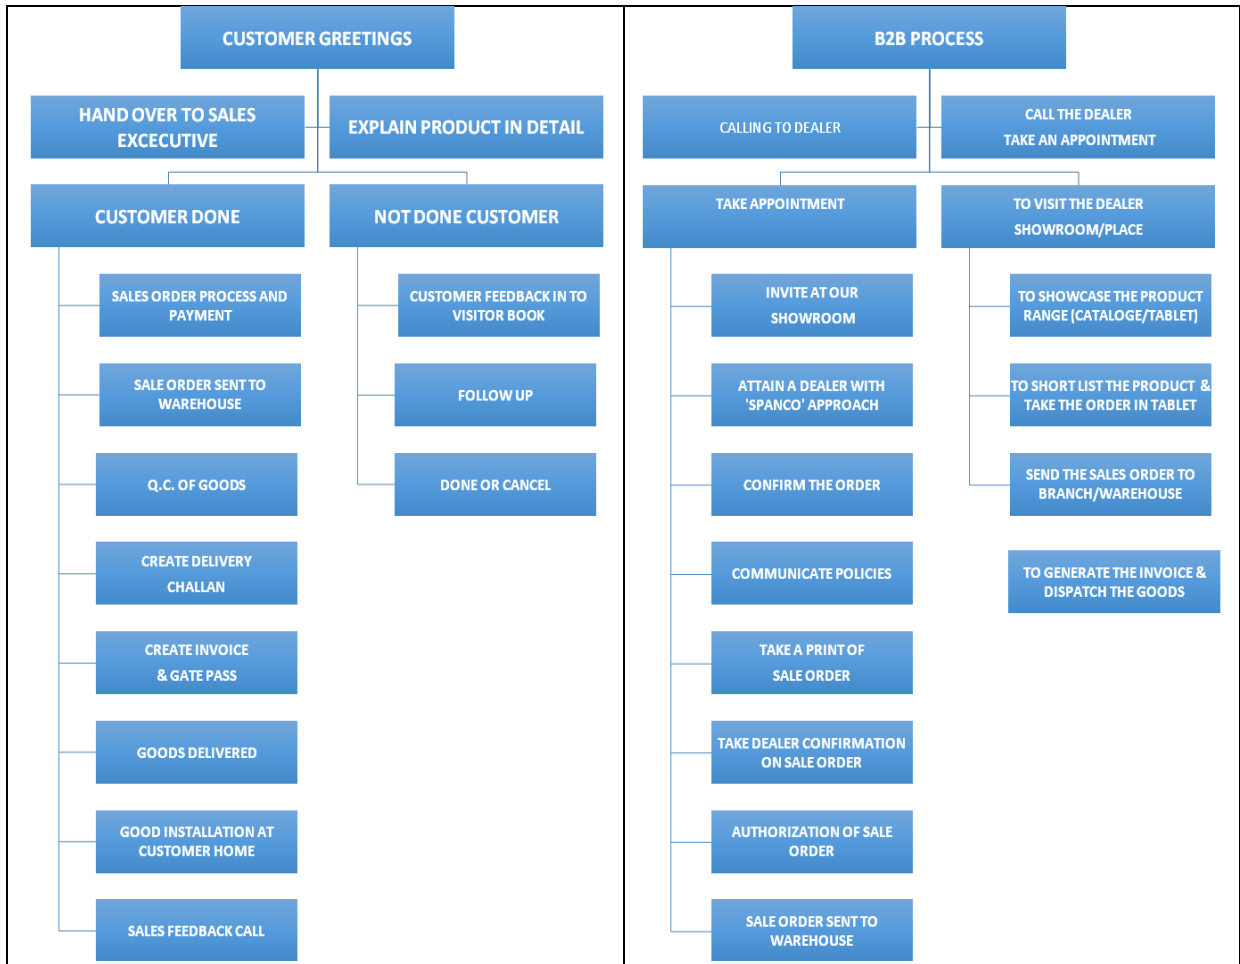 CUSTOMER GREETINGS
HAND OVER TO SALES
EXCECUTIVE
EXPLAIN PRODUCT IN DETAIL
CUSTOMER DONE
NOT DONE CUSTOMER
SALES ORDER PROCESS AND
PAYMENT
CUSTOMER FEEDBACK IN TO
VISITOR BOOK
SALE ORDER SENT TO
WAREHOUSE
FOLLOW UP
Q.C. OF GOODS
DONE OR CANCEL
CREATE DELIVERY
CHALLAN
CREATE INVOICE
& GATE PASS
GOODS DELIVERED
GOOD INSTALLATION AT
CUSTOMER HOME
SALES FEEDBACK CALL
B2B PROCESS
CALLING TO DEALER
CALL THE DEALER
TAKE AN APPOINTMENT
TAKE APPOINTMENT
TO VISIT THE DEALER
SHOWROOM/PLACE
INVITE AT OUR
SHOWROOM
TO SHOWCASE THE PRODUCT
RANGE (CATALOGE/TABLET)
ATTAIN A DEALER WITH
'SPANCO' APPROACH
TO SHORT LIST THE PRODUCT &
TAKE THE ORDER IN TABLET
CONFIRM THE ORDER
SEND THE SALES ORDER TO
BRANCH/WAREHOUSE
COMMUNICATE POLICIES
TO GENERATE THE INVOICE &
DISPATCH THE GOODS
TAKE A PRINT OF
SALE ORDER
TAKE DEALER CONFIRMATION
ON SALE ORDER
AUTHORIZATION OF SALE
ORDER
SALE ORDER SENT TO
WAREHOUSE